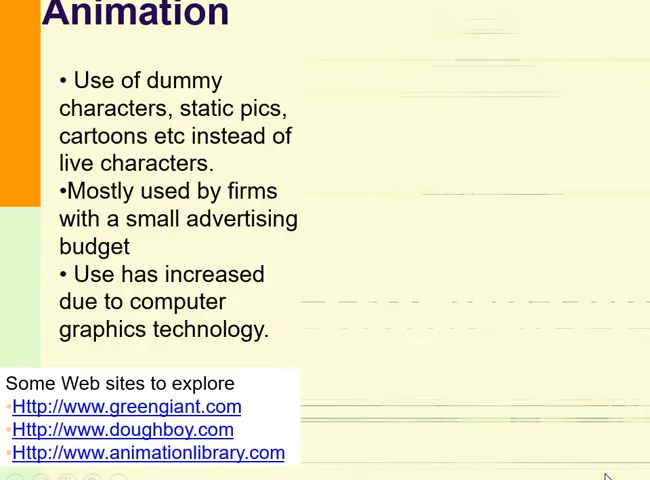 Animation
• Use of dummy
characters, static pics,
cartoons etc instead of
live characters.
•Mostly used by firms
with a small advertising
budget
• Use has increased
due to computer
graphics technology.
Some Web sites to explore
•Http://www.greengiant.com
•Http://www.doughboy.com
•Http://www.animationlibrary.com